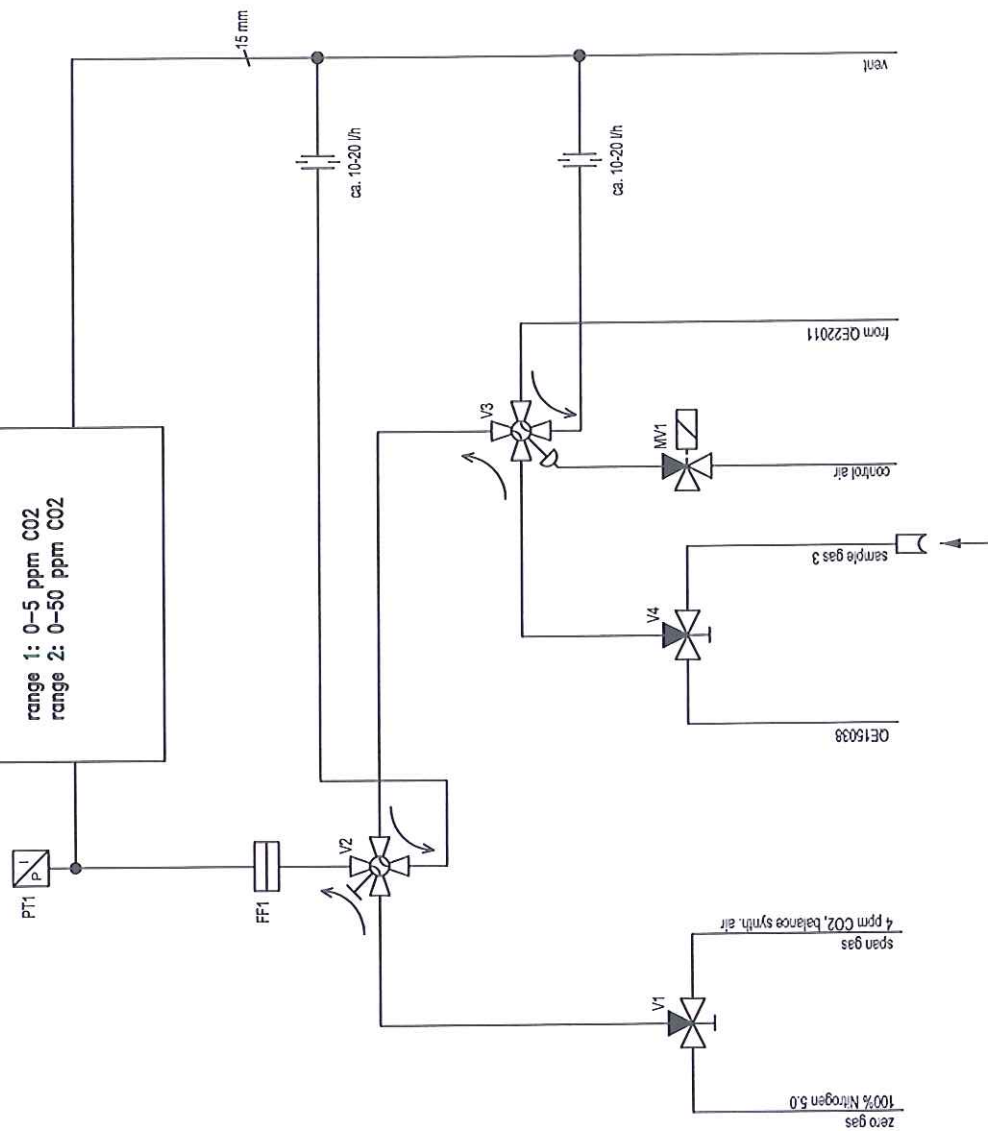 range 1: 0-5 ppm CO2
range 2: 0-50 ppm CO2
15 mm
PT1
P
I
FF1
ca. 10-20 l/h
ca. 10-20 l/h
V2
V3
MV1
V4
V1
vent
from QE22011
control air
sample gas 3
QE15038
span gas
4 ppm CO2, balance synth. air
zero gas
100% Nitrogen 5.0